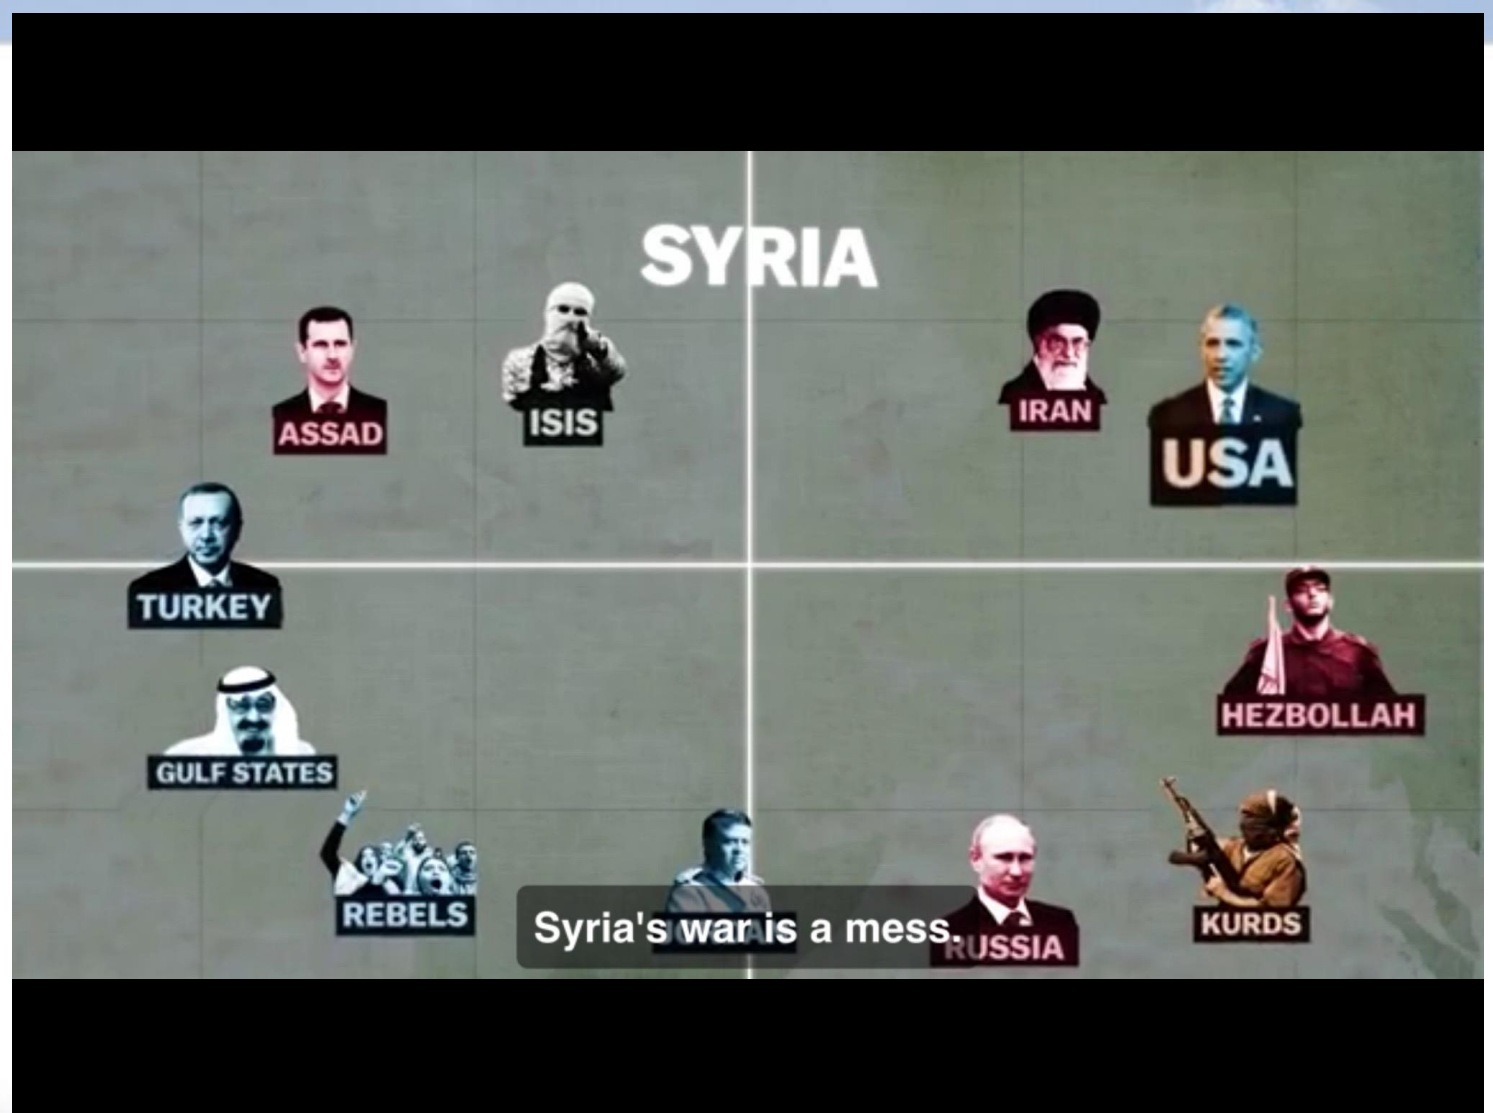 SYRIA
ASSAD
ISIS
IRAN
USA
TURKEY
HEZBOLLAH
GULF STATES
REBELS
KURDS
Syria's war is a mess.
RUSSIA